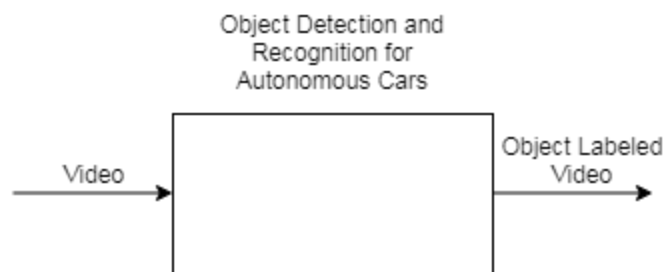 Object Detection and
Recognition for
Autonomous Cars
Video
Object Labeled
Video